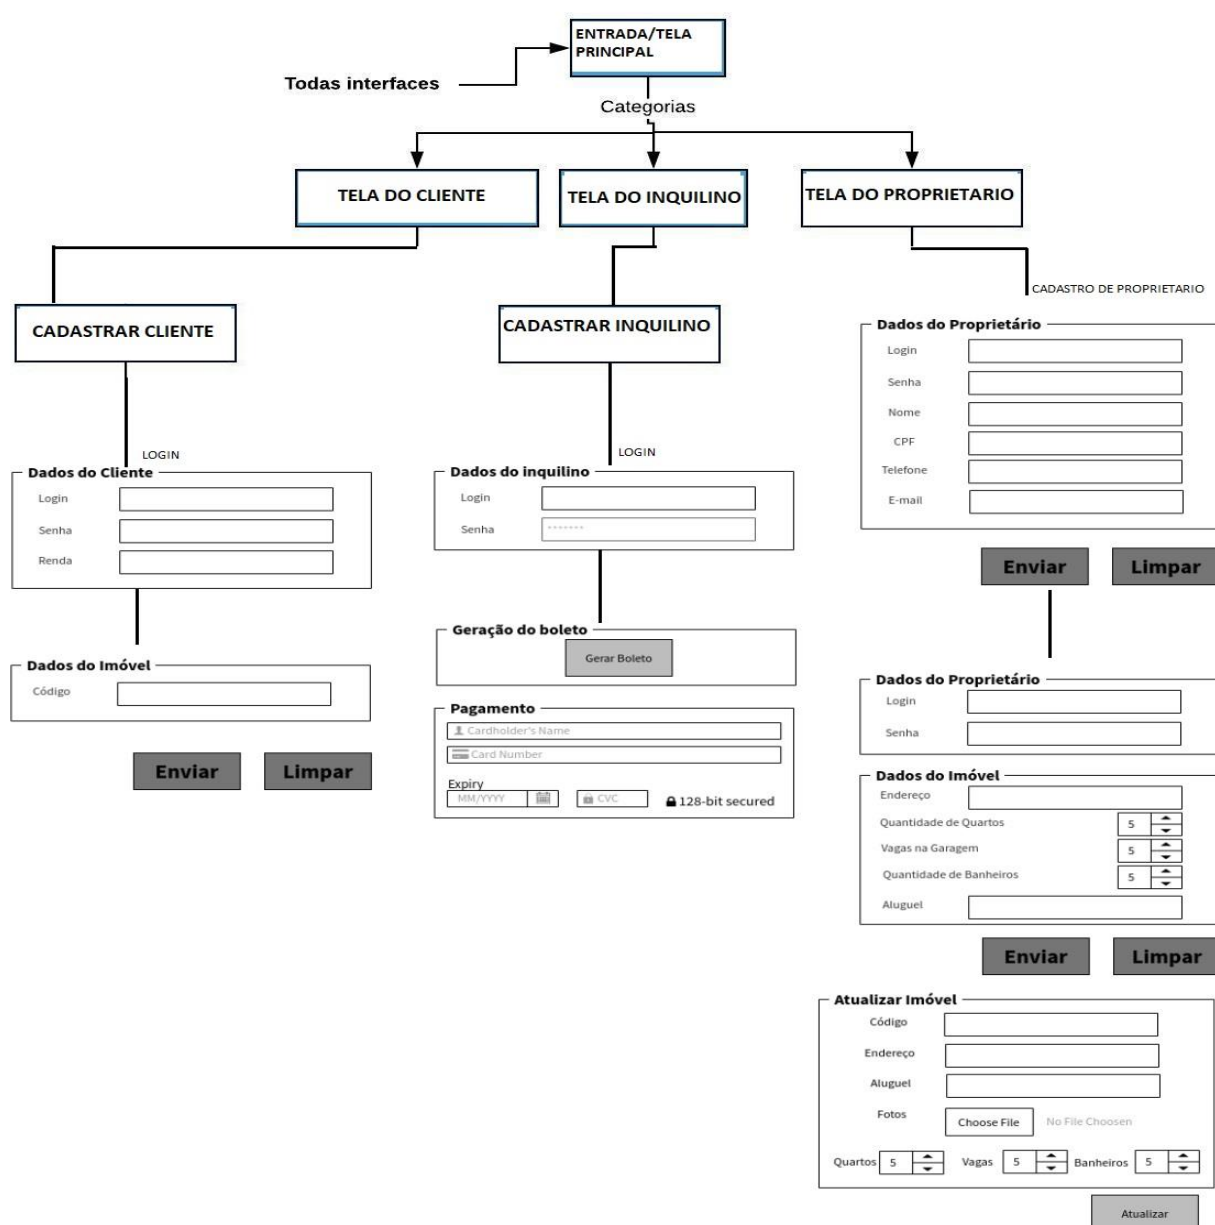 ENTRADA/TELA
PRINCIPAL
Todas interfaces
Categorias
TELA DO CLIENTE
TELA DO INQUILINO
TELA DO PROPRIETARIO
CADASTRAR CLIENTE
LOGIN
Dados do Cliente
Login
Senha
Renda
Dados do Imóvel
Código
Enviar
Limpar
CADASTRAR INQUILINO
LOGIN
Dados do inquilino
Login
Senha
*******
Geração do boleto
Gerar Boleto
Pagamento
Cardholder's Name
Card Number
Expiry
MM/YYYY
CVC
128-bit secured
CADASTRO DE PROPRIETARIO
Dados do Proprietário
Login
Senha
Nome
CPF
Telefone
E-mail
Enviar
Limpar
Dados do Proprietário
Login
Senha
Dados do Imóvel
Endereço
Quantidade de Quartos 5
Vagas na Garagem 5
Quantidade de Banheiros 5
Aluguel
Enviar
Limpar
Atualizar Imóvel
Código
Endereço
Aluguel
Fotos Choose File No File Choosen
Quartos 5 Vagas 5 Banheiros 5
Atualizar